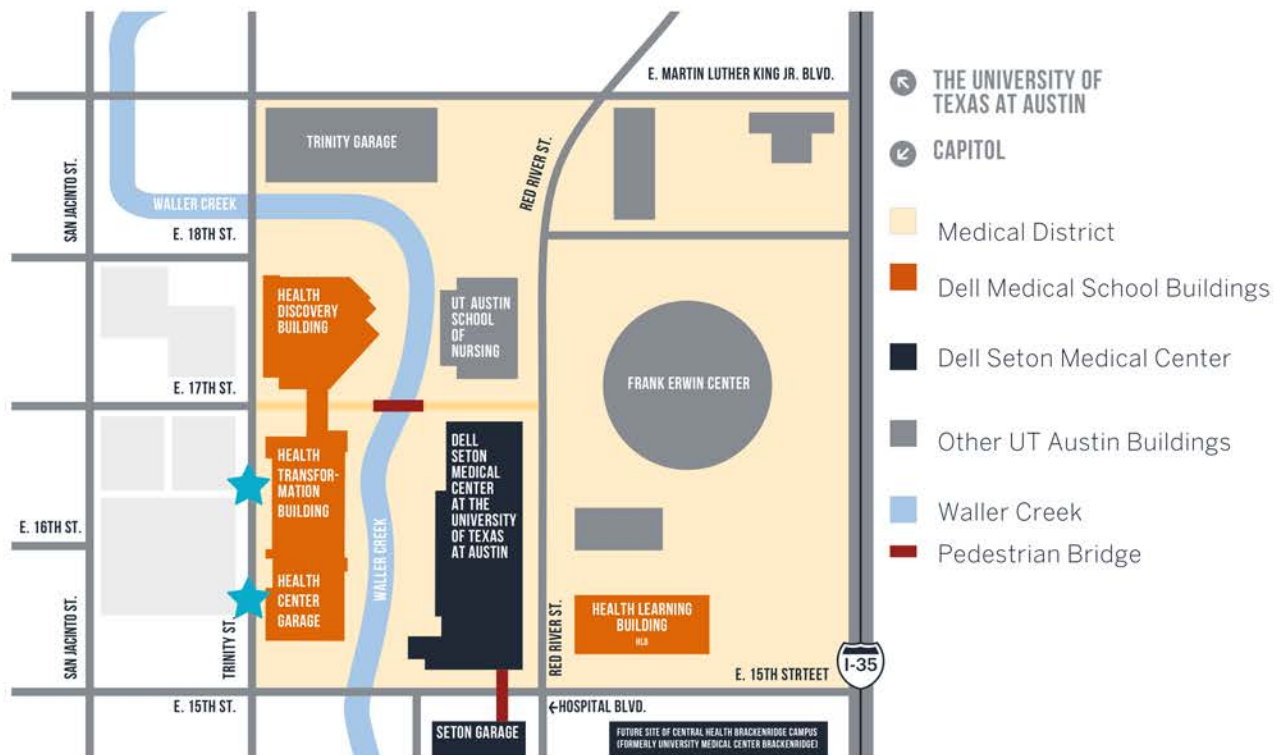 E. MARTIN LUTHER KING JR. BLVD.
THE UNIVERSITY OF
TEXAS AT AUSTIN
CAPITOL
TRINITY GARAGE
RED RIVER ST.
SAN JACINTO ST.
WALLER CREEK
E. 18TH ST.
Medical District
Dell Medical School Buildings
Dell Seton Medical Center
Other UT Austin Buildings
Waller Creek
Pedestrian Bridge
HEALTH
DISCOVERY
BUILDING
UT AUSTIN
SCHOOL
OF
NURSING
FRANK ERWIN CENTER
E. 17TH ST.
HEALTH
TRANSFOR-
MATION
BUILDING
DELL
SETON
MEDICAL
CENTER
AT THE
UNIVERSITY
OF TEXAS
AT AUSTIN
E. 16TH ST.
WALLER CREEK
HEALTH
CENTER
GARAGE
SAN JACINTO ST.
TRINITY ST.
RED RIVER ST.
HEALTH LEARNING
BUILDING
HLB
E. 15TH STRTEET
I-35
E. 15TH ST.
←HOSPITAL BLVD.
SETON GARAGE
FUTURE SITE OF CENTRAL HEALTH BRACKENRIDGE CAMPUS
(FORMERLY UNIVERSITY MEDICAL CENTER BRACKENRIDGE)